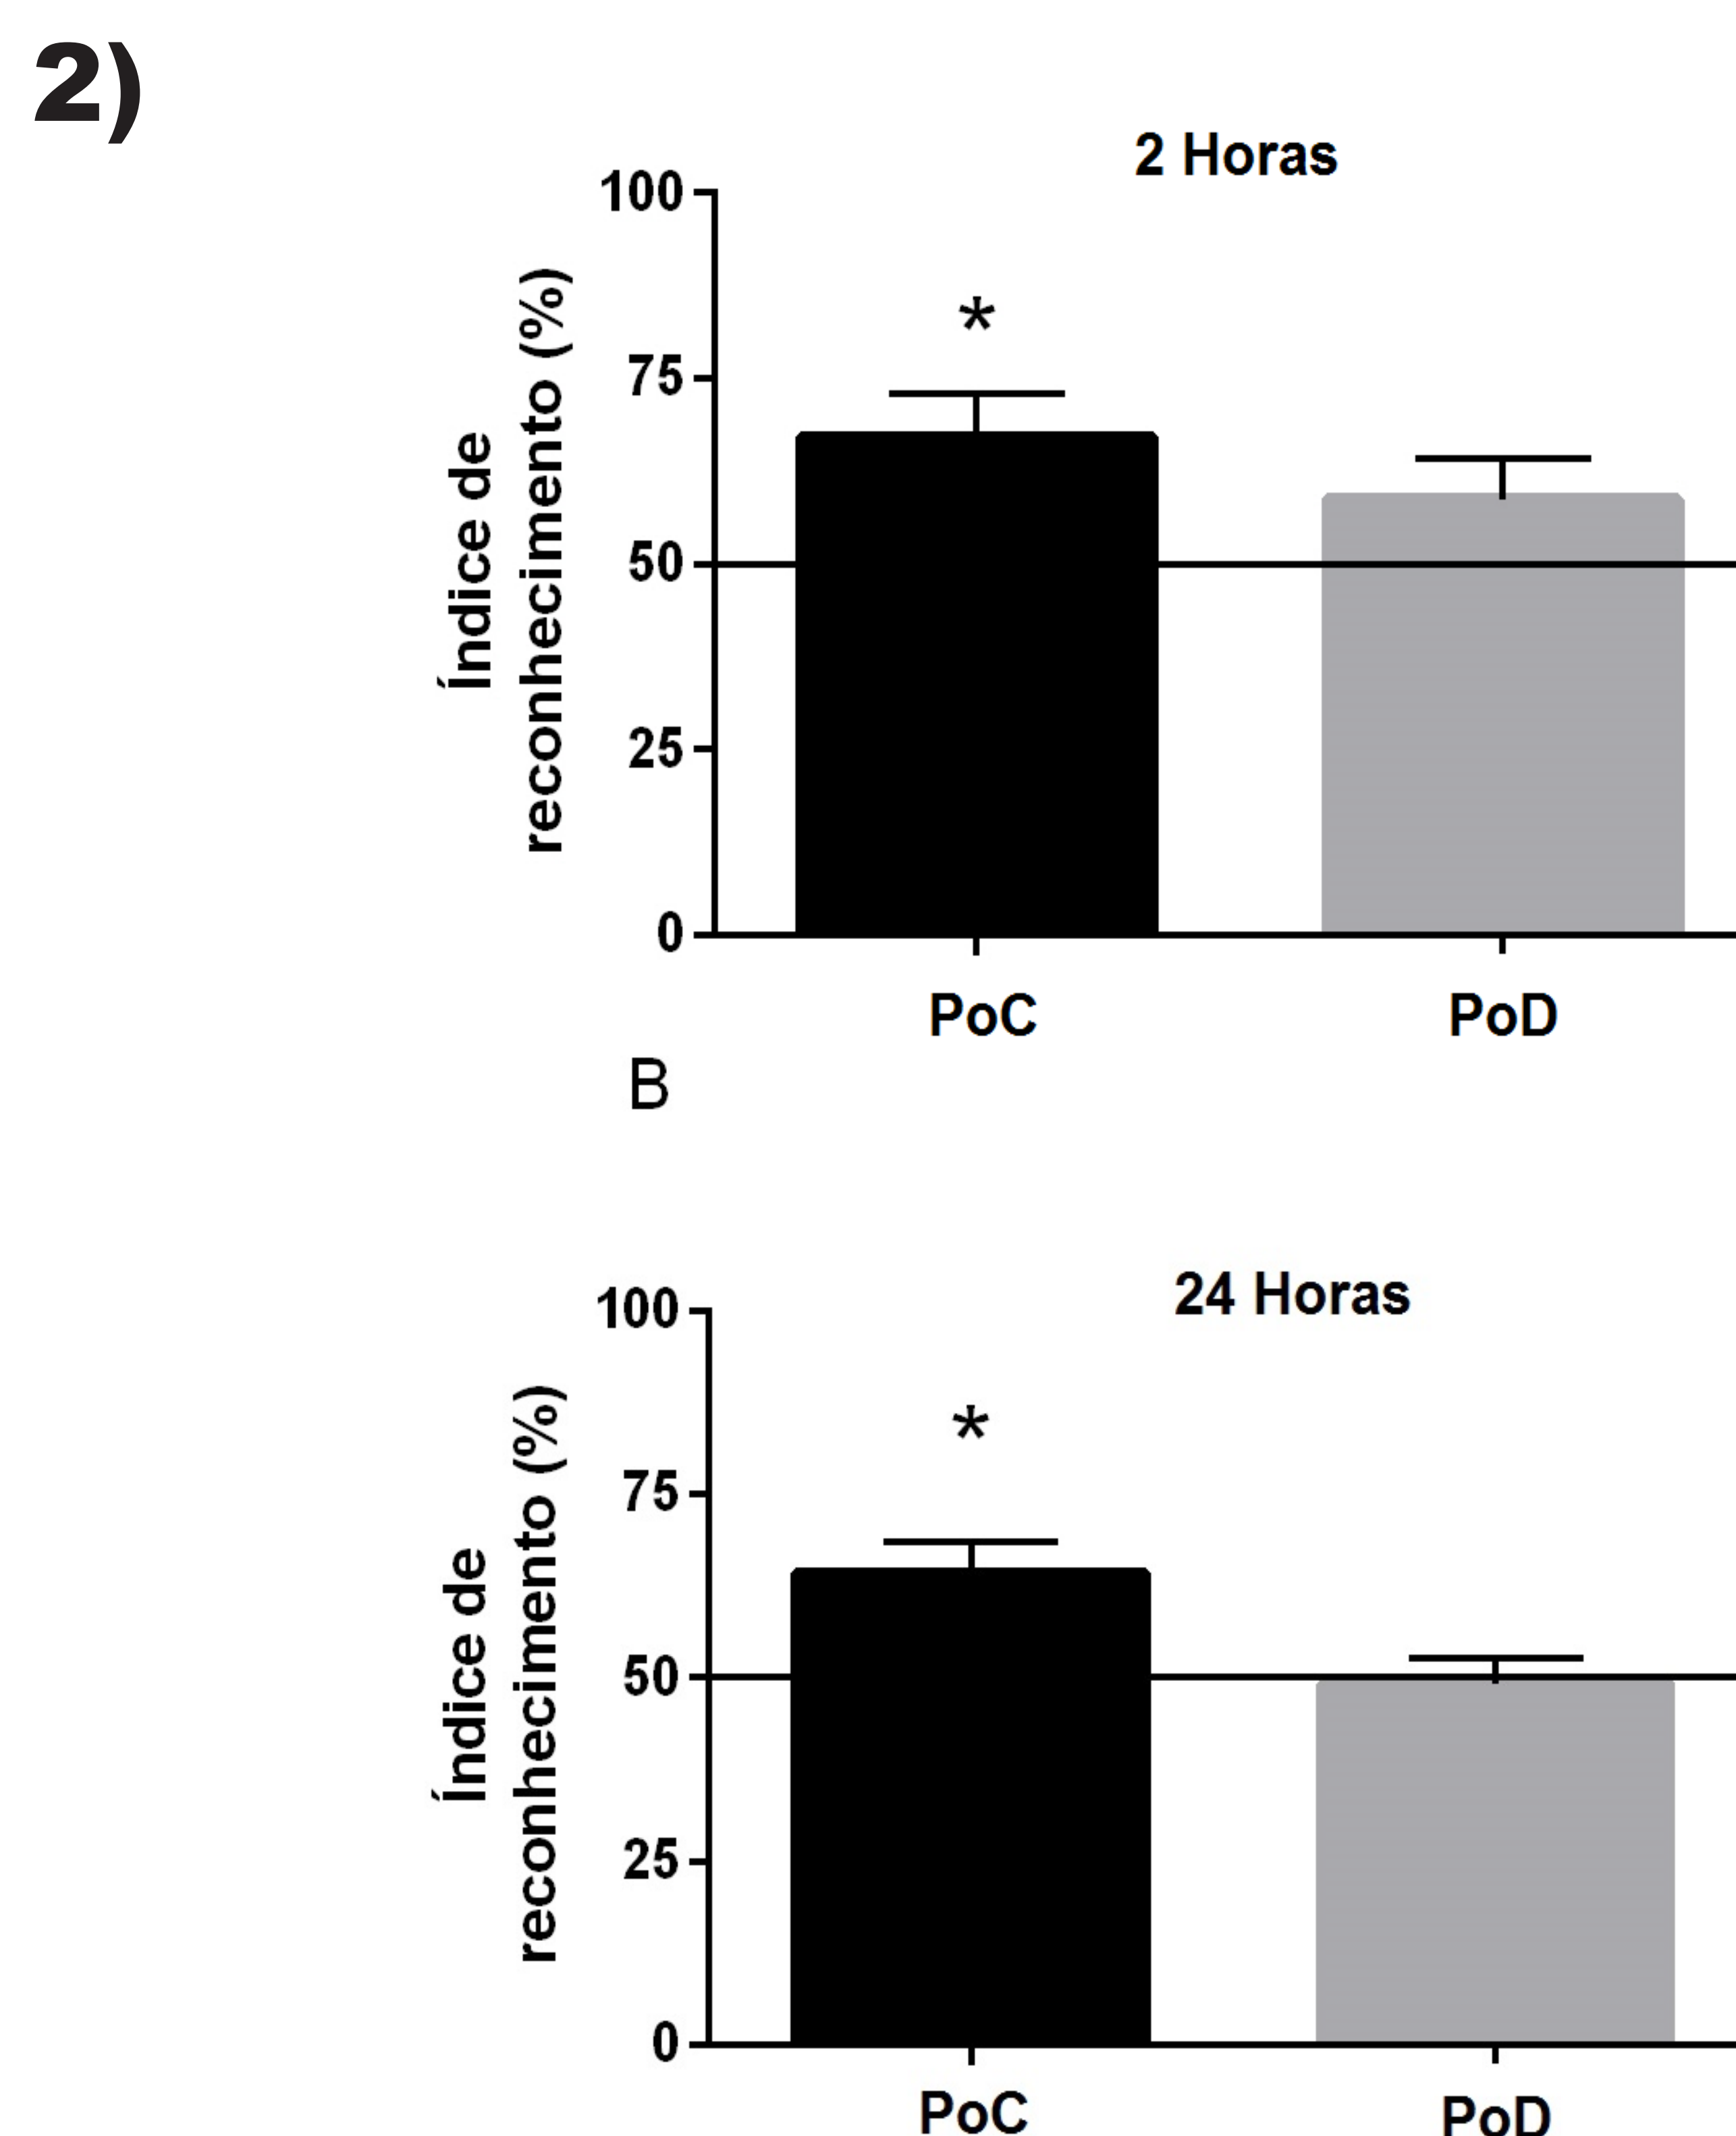 2)
2 Horas
100
*
75
50
25
0
Índice de
reconhecimento (%)
PoC PoD
B
24 Horas
100
*
75
50
25
0
Índice de
reconhecimento (%)
PoC PoD